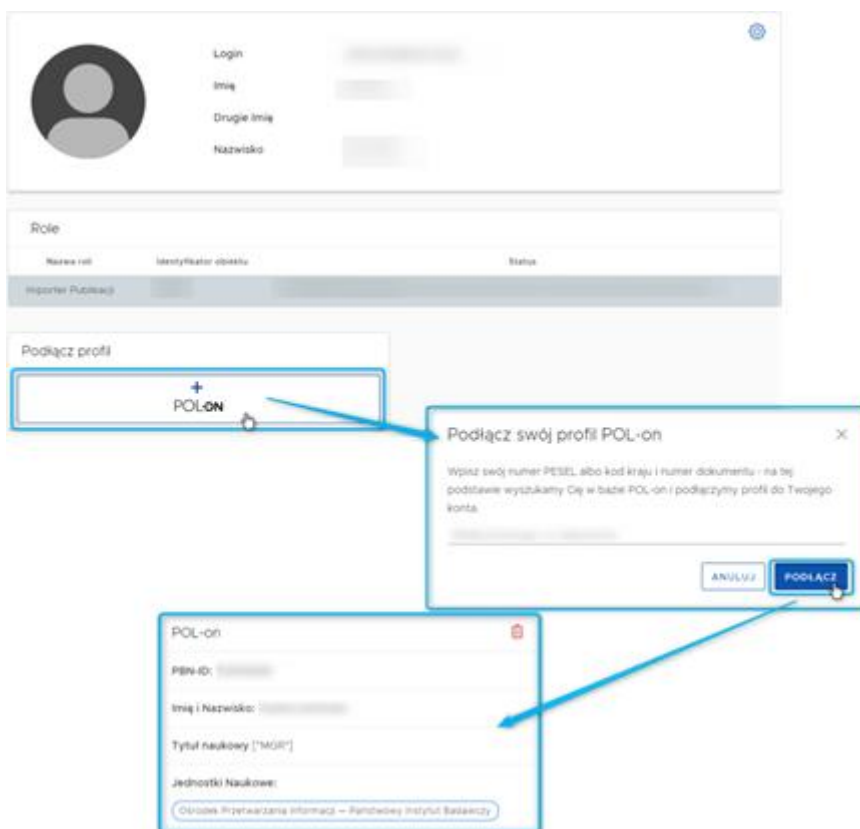 Login
Imię
Drugie Imię
Nazwisko
Role
Nazwa roli Identyfikator obiektu Status
Importer Publikacji
Podłącz profil
+
POL-on
Podłącz swój profil POL-on
Wpisz swój numer PESEL albo kod kraju i numer dokumentu - na tej
podstawie wyszukamy Cię w bazie POL-on i podłączymy profil do Twojego
konta.
ANULUJ PODŁĄCZ
POL-on
PBN-ID:
Imię i Nazwisko:
Tytuł naukowy ["MGR"]
Jednostki Naukowe:
Ośrodek Przetwarzania Informacji – Państwowy Instytut Badawczy